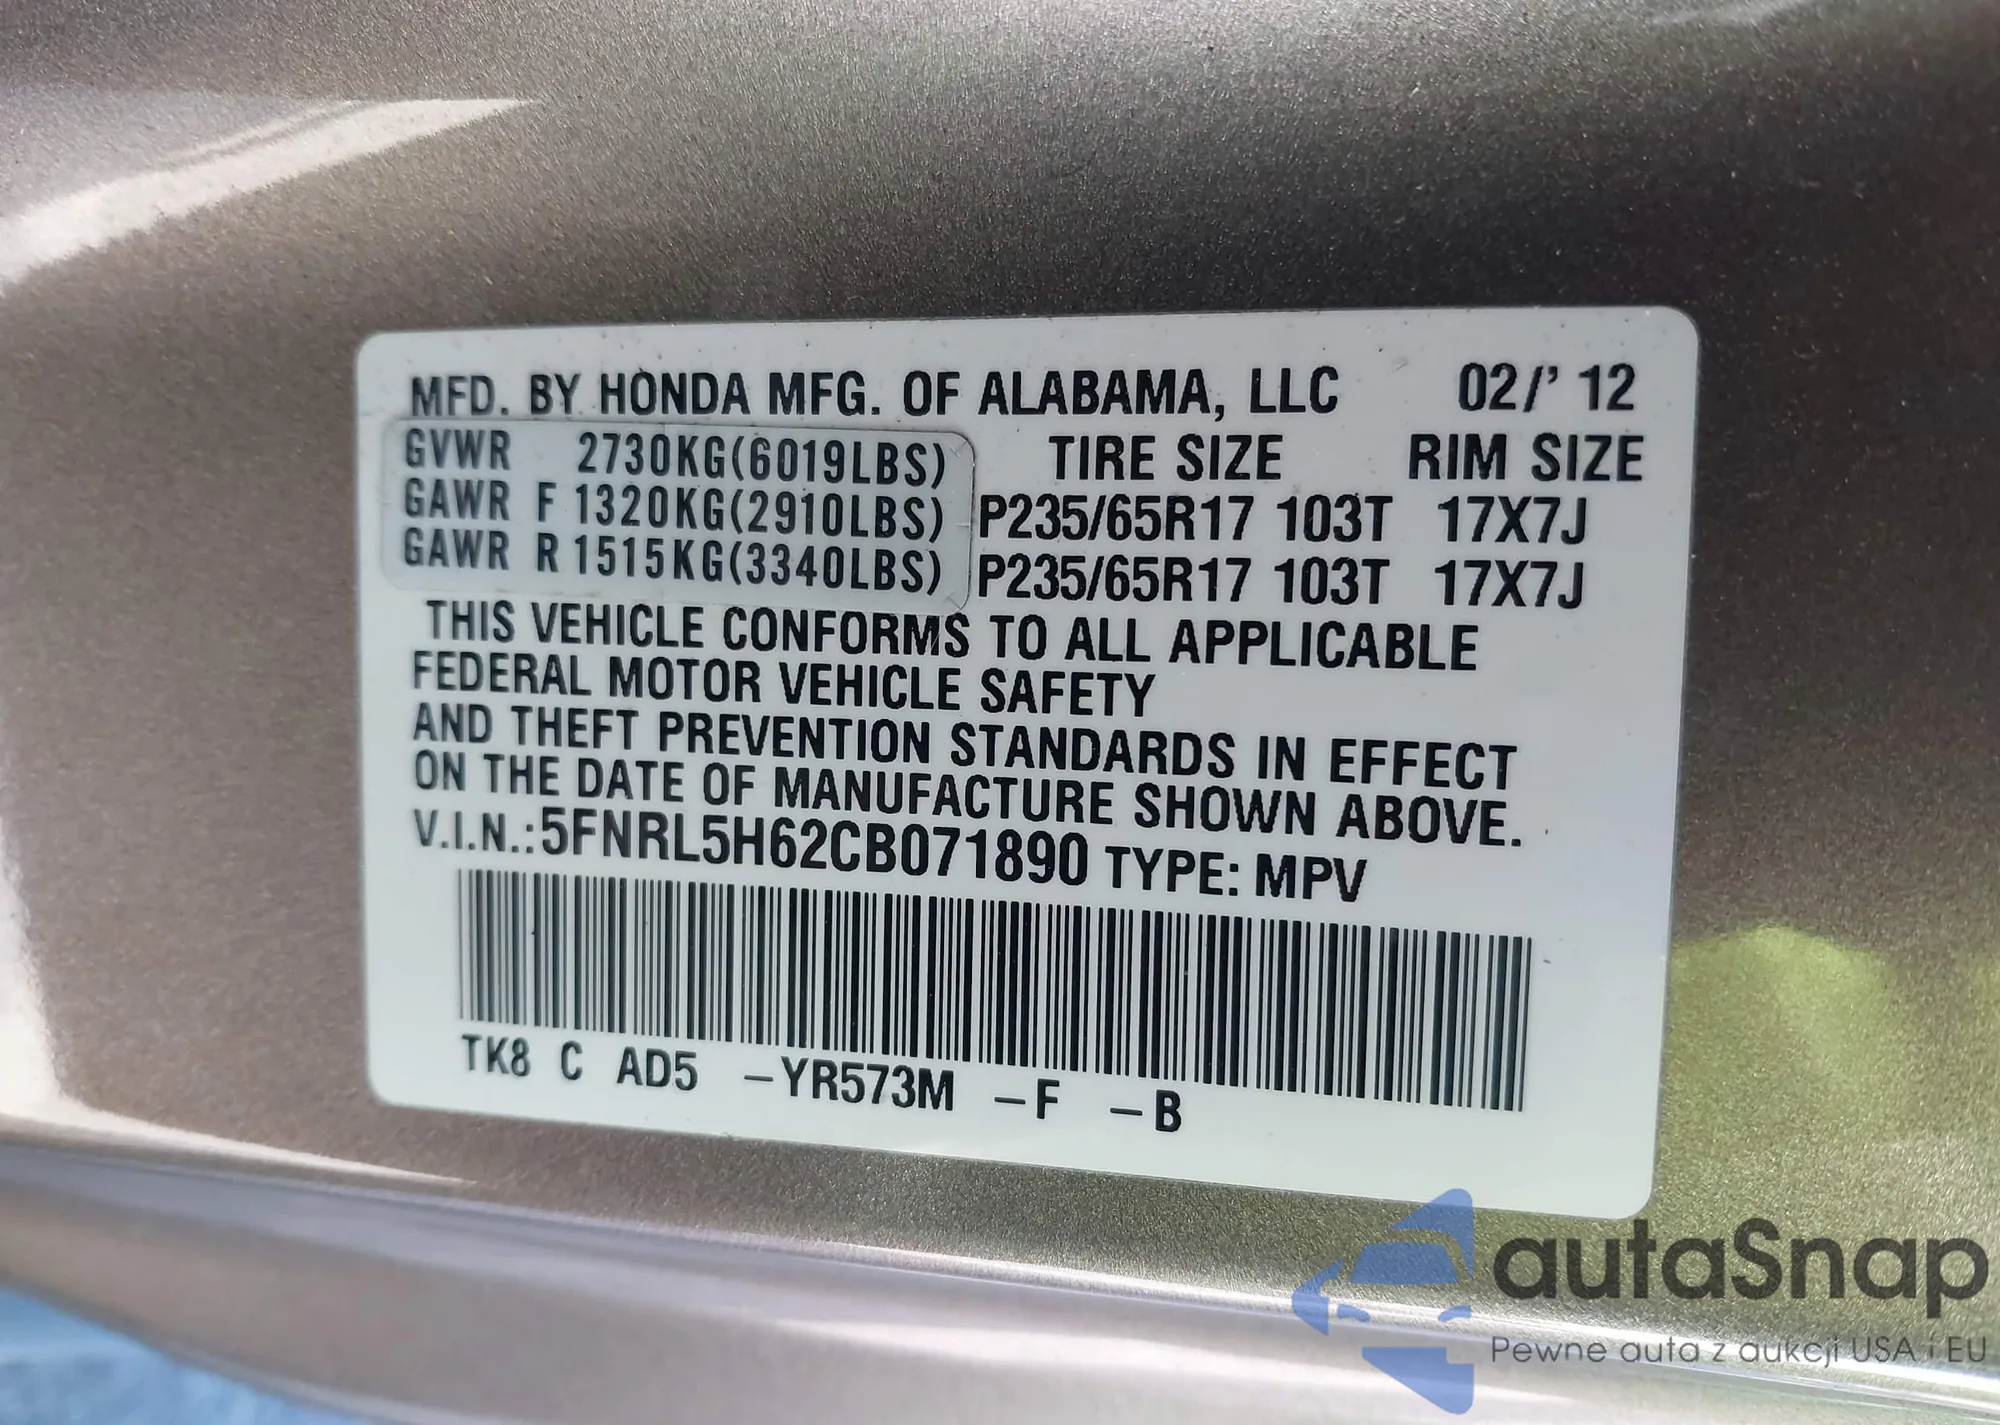 MFD. BY HONDA MFG. OF ALABAMA, LLC 02/' 12
GVWR 2730KG(6019LBS) TIRE SIZE RIM SIZE
GAWR F 1320KG(2910LBS) P235/65R17 103T 17X7J
GAWR R 1515KG(3340LBS) P235/65R17 103T 17X7J
THIS VEHICLE CONFORMS TO ALL APPLICABLE
FEDERAL MOTOR VEHICLE SAFETY
AND THEFT PREVENTION STANDARDS IN EFFECT
ON THE DATE OF MANUFACTURE SHOWN ABOVE.
V.I.N.:5FNRL5H62CB071890 TYPE: MPV
TK8 C AD5 –YR573M –F –B
autaSnap
Pewne auta z aukcji USA i EU